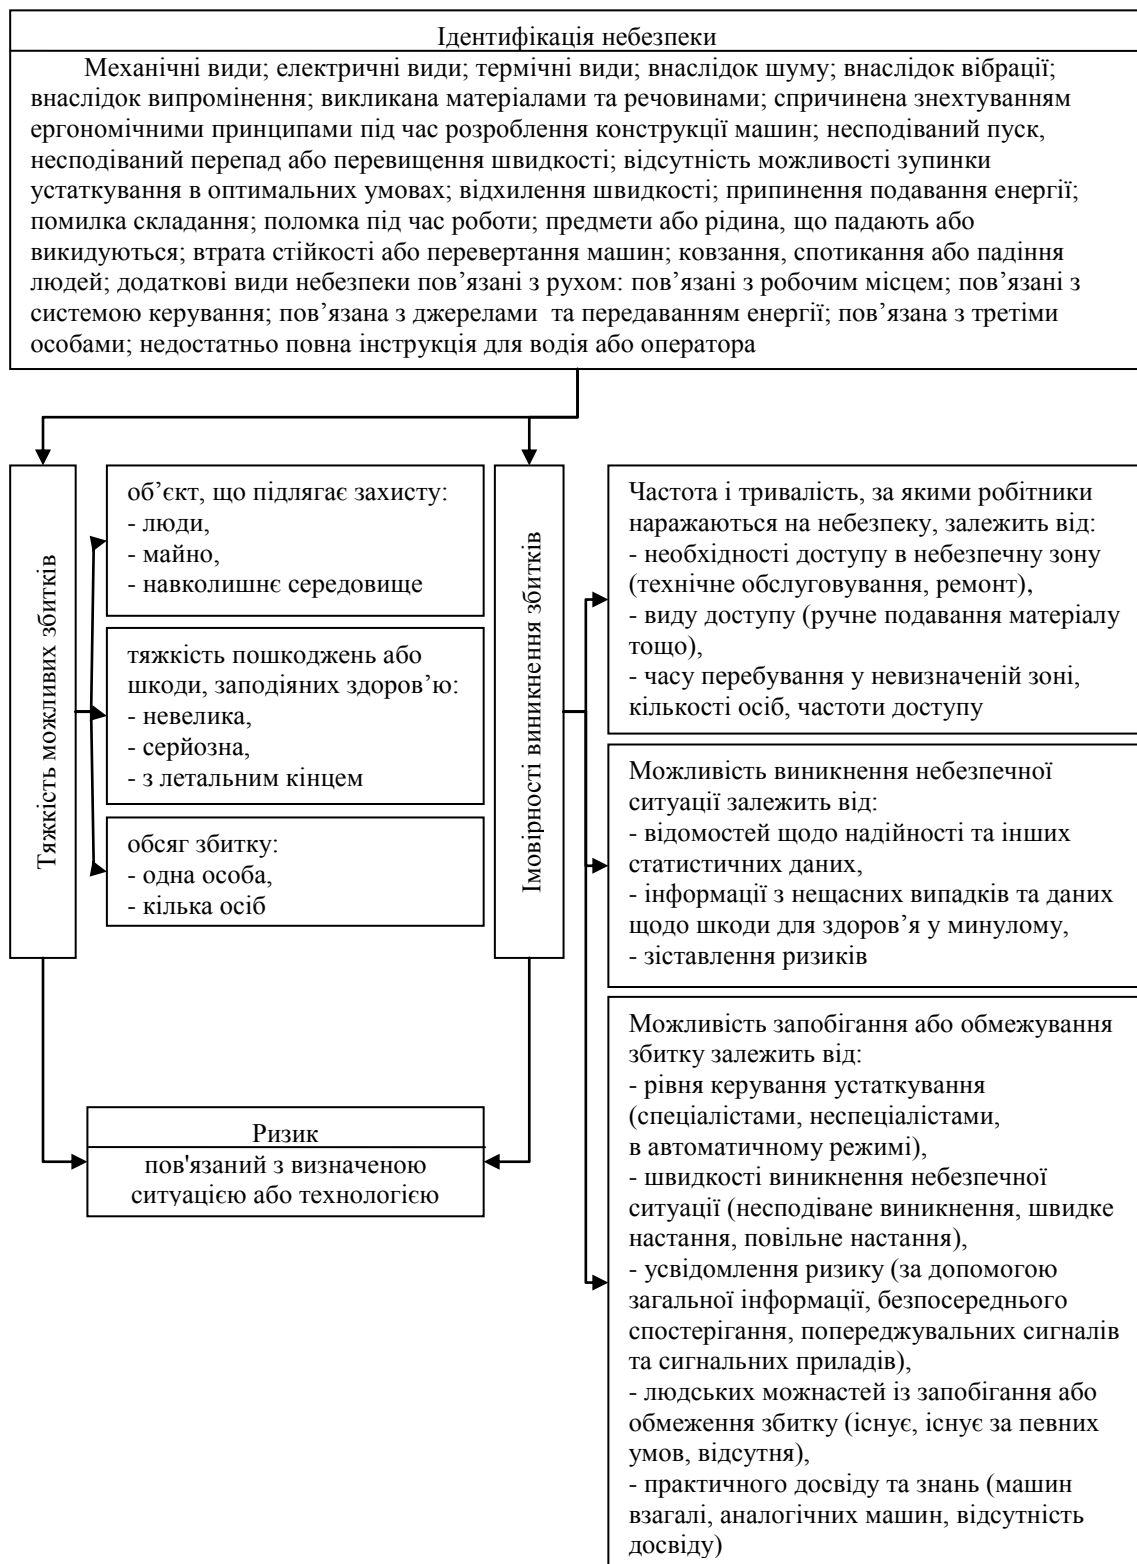 Ідентифікація небезпеки
Механічні види; електричні види; термічні види; внаслідок шуму; внаслідок вібрації;
внаслідок випромінення; викликана матеріалами та речовинами; спричинена знехтуванням
ергономічними принципами під час розроблення конструкції машин; несподіваний пуск,
несподіваний перепад або перевищення швидкості; відсутність можливості зупинки
устаткування в оптимальних умовах; відхилення швидкості; припинення подавання енергії;
помилка складання; поломка під час роботи; предмети або рідина, що падають або
викидуються; втрата стійкості або перевертання машин; ковзання, спотикання або падіння
людей; додаткові види небезпеки пов’язані з рухом: пов’язані з робочим місцем; пов’язані з
системою керування; пов’язана з джерелами та передаванням енергії; пов’язана з третіми
особами; недостатньо повна інструкція для водія або оператора
Тяжкість можливих збитків
об’єкт, що підлягає захисту:
- люди,
- майно,
- навколишнє середовище
тяжкість пошкоджень або
шкоди, заподіяних здоров’ю:
- невелика,
- серйозна,
- з летальним кінцем
обсяг збитку:
- одна особа,
- кілька осіб
Імовірності виникнення збитків
Частота і тривалість, за якими робітники
наражаються на небезпеку, залежить від:
- необхідності доступу в небезпечну зону
(технічне обслуговування, ремонт),
- виду доступу (ручне подавання матеріалу
тощо),
- часу перебування у невизначеній зоні,
кількості осіб, частоти доступу
Можливість виникнення небезпечної
ситуації залежить від:
- відомостей щодо надійності та інших
статистичних даних,
- інформації з нещасних випадків та даних
щодо шкоди для здоров’я у минулому,
- зіставлення ризиків
Можливість запобігання або обмежування
збитку залежить від:
- рівня керування устаткування
(спеціалістами, неспеціалістами,
в автоматичному режимі),
- швидкості виникнення небезпечної
ситуації (несподіване виникнення, швидке
настання, повільне настання),
- усвідомлення ризику (за допомогою
загальної інформації, безпосереднього
спостерігання, попереджувальних сигналів
та сигнальних приладів),
- людських можнастей із запобігання або
обмеження збитку (існує, існує за певних
умов, відсутня),
- практичного досвіду та знань (машин
взагалі, аналогічних машин, відсутність
досвіду)
Ризик
пов'язаний з визначеною
ситуацією або технологією